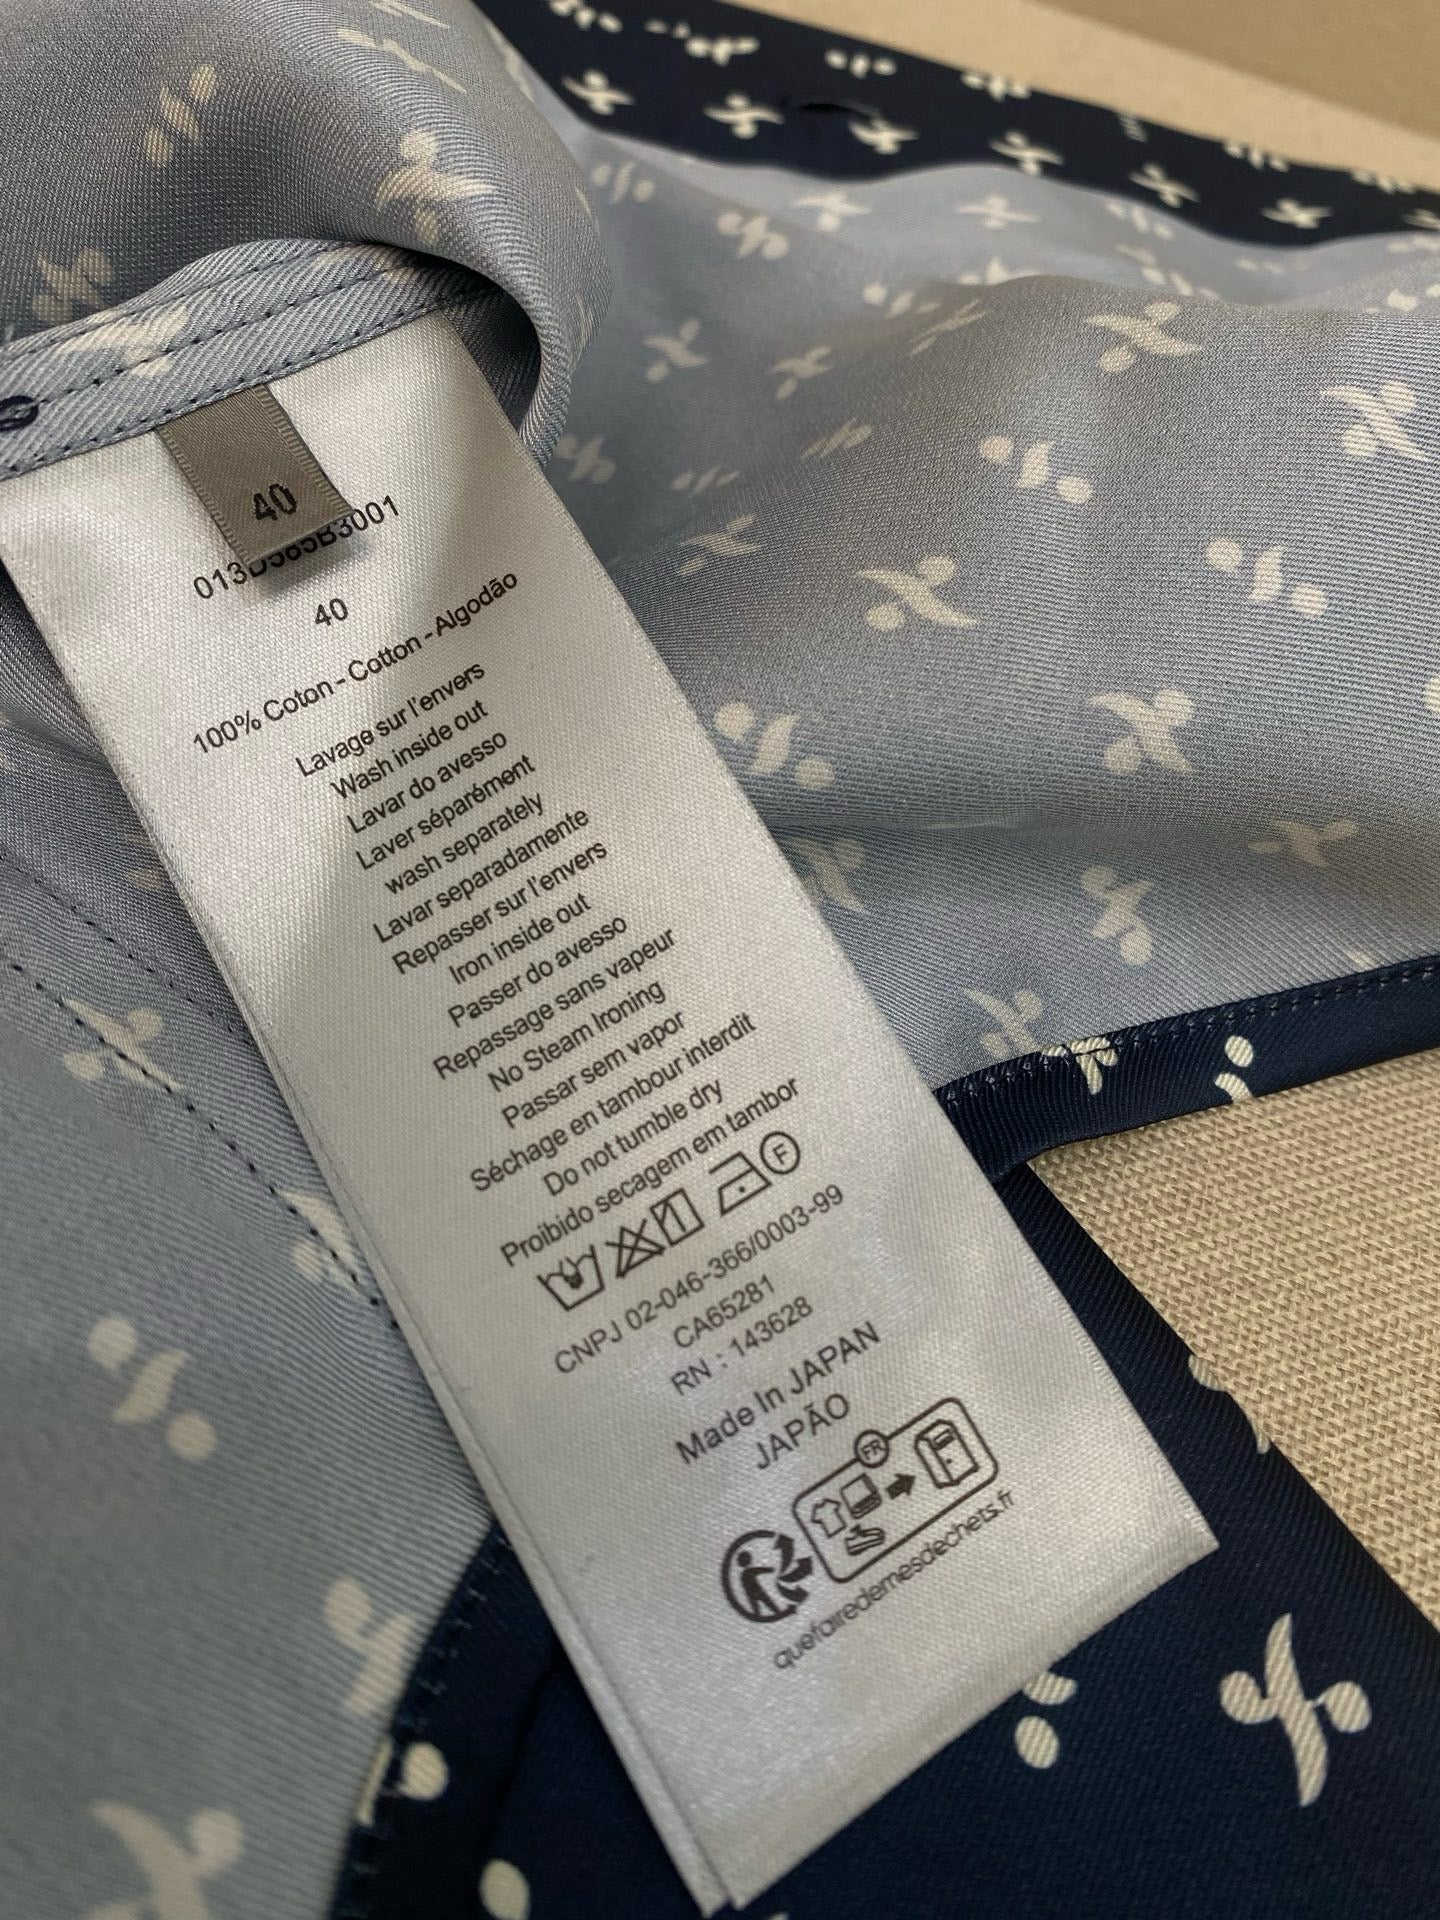 40
40
100% Coton - Cotton - Algodão
Lavage sur l'envers
Wash inside out
Lavar do avesso
Laver séparément
wash separately
Lavar separadamente
Repasser sur l'envers
Iron inside out
Passer do avesso
Repassage sans vapeur
No Steam Ironing
Passar sem vapor
Séchage en tambour interdit
Do not tumble dry
Proibido secagem em tambor
F
CNPJ 02-046-366/0003-99
CA65281
RN : 143628
Made In JAPAN
JAPÃO
FR
quefairedemesdechets.fr